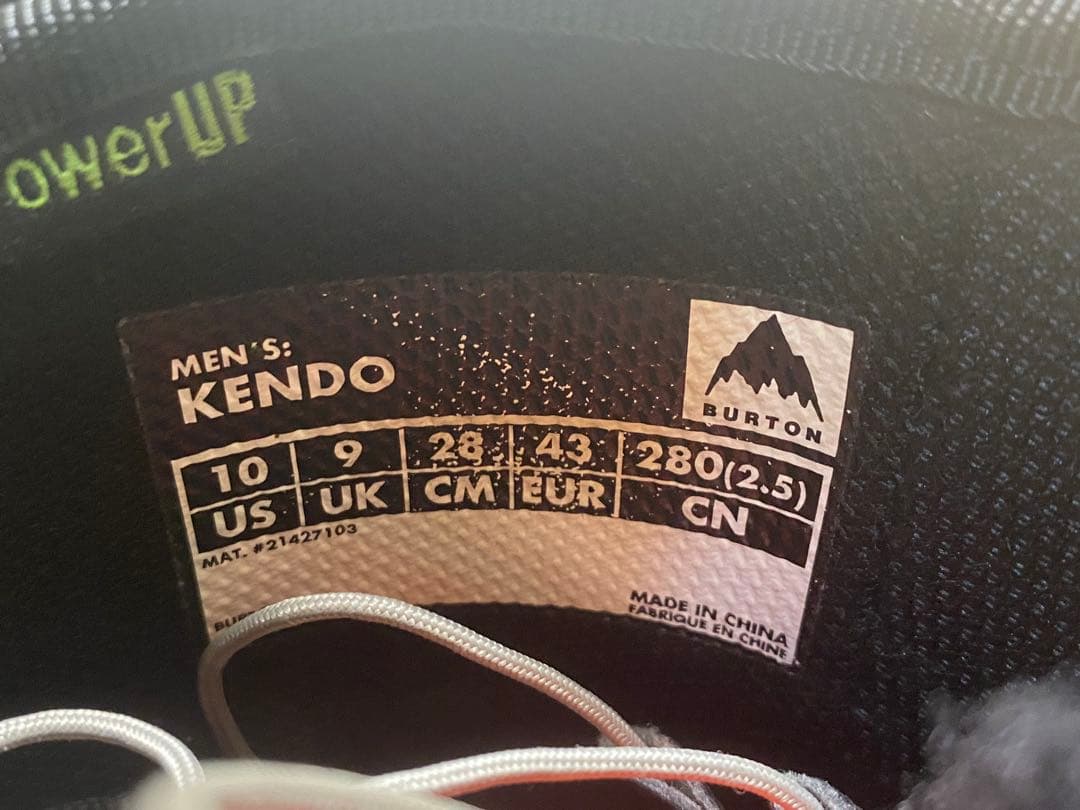 owerUP
MEN'S:
KENDO
BURTON
10 9 28 43 280(2.5)
US UK CM EUR CN
MAT. #21427103
MADE IN CHINA
FABRIQUE EN CHINE